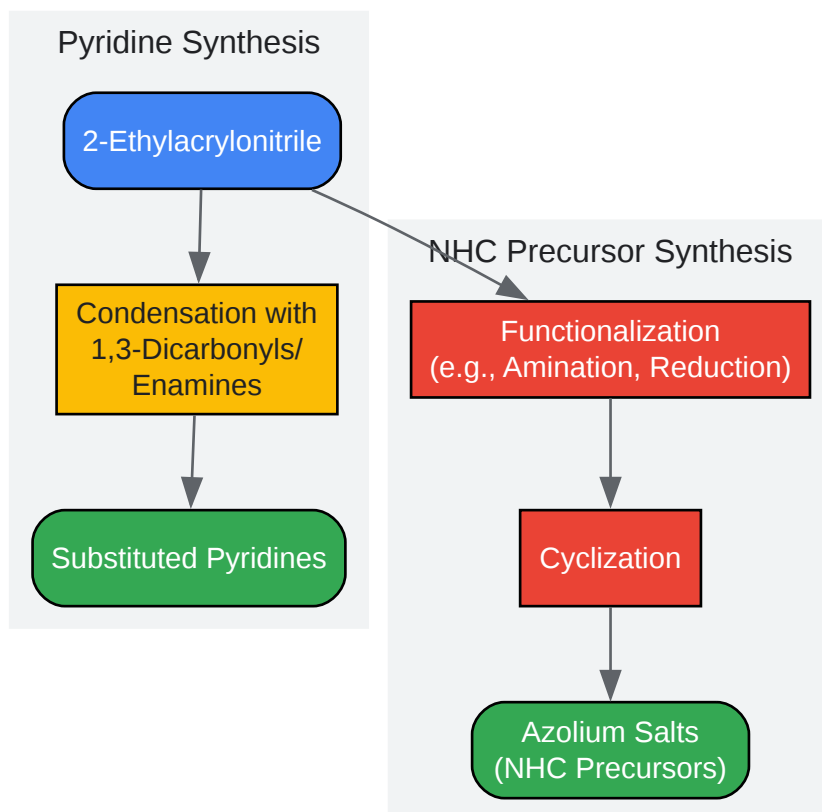 Pyridine Synthesis
2-Ethylacrylonitrile
Condensation with
1,3-Dicarbonyls/
Enamines
Substituted Pyridines
NHC Precursor Synthesis
Functionalization
(e.g., Amination, Reduction)
Cyclization
Azolium Salts
(NHC Precursors)